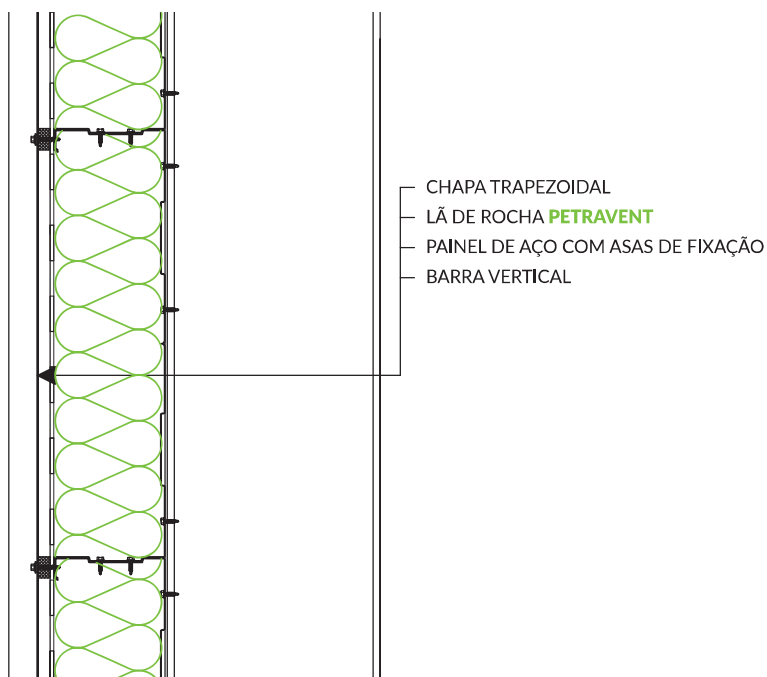 CHAPA TRAPEZOIDAL
LÃ DE ROCHA PETRAVENT
PAINEL DE AÇO COM ASAS DE FIXAÇÃO
BARRA VERTICAL